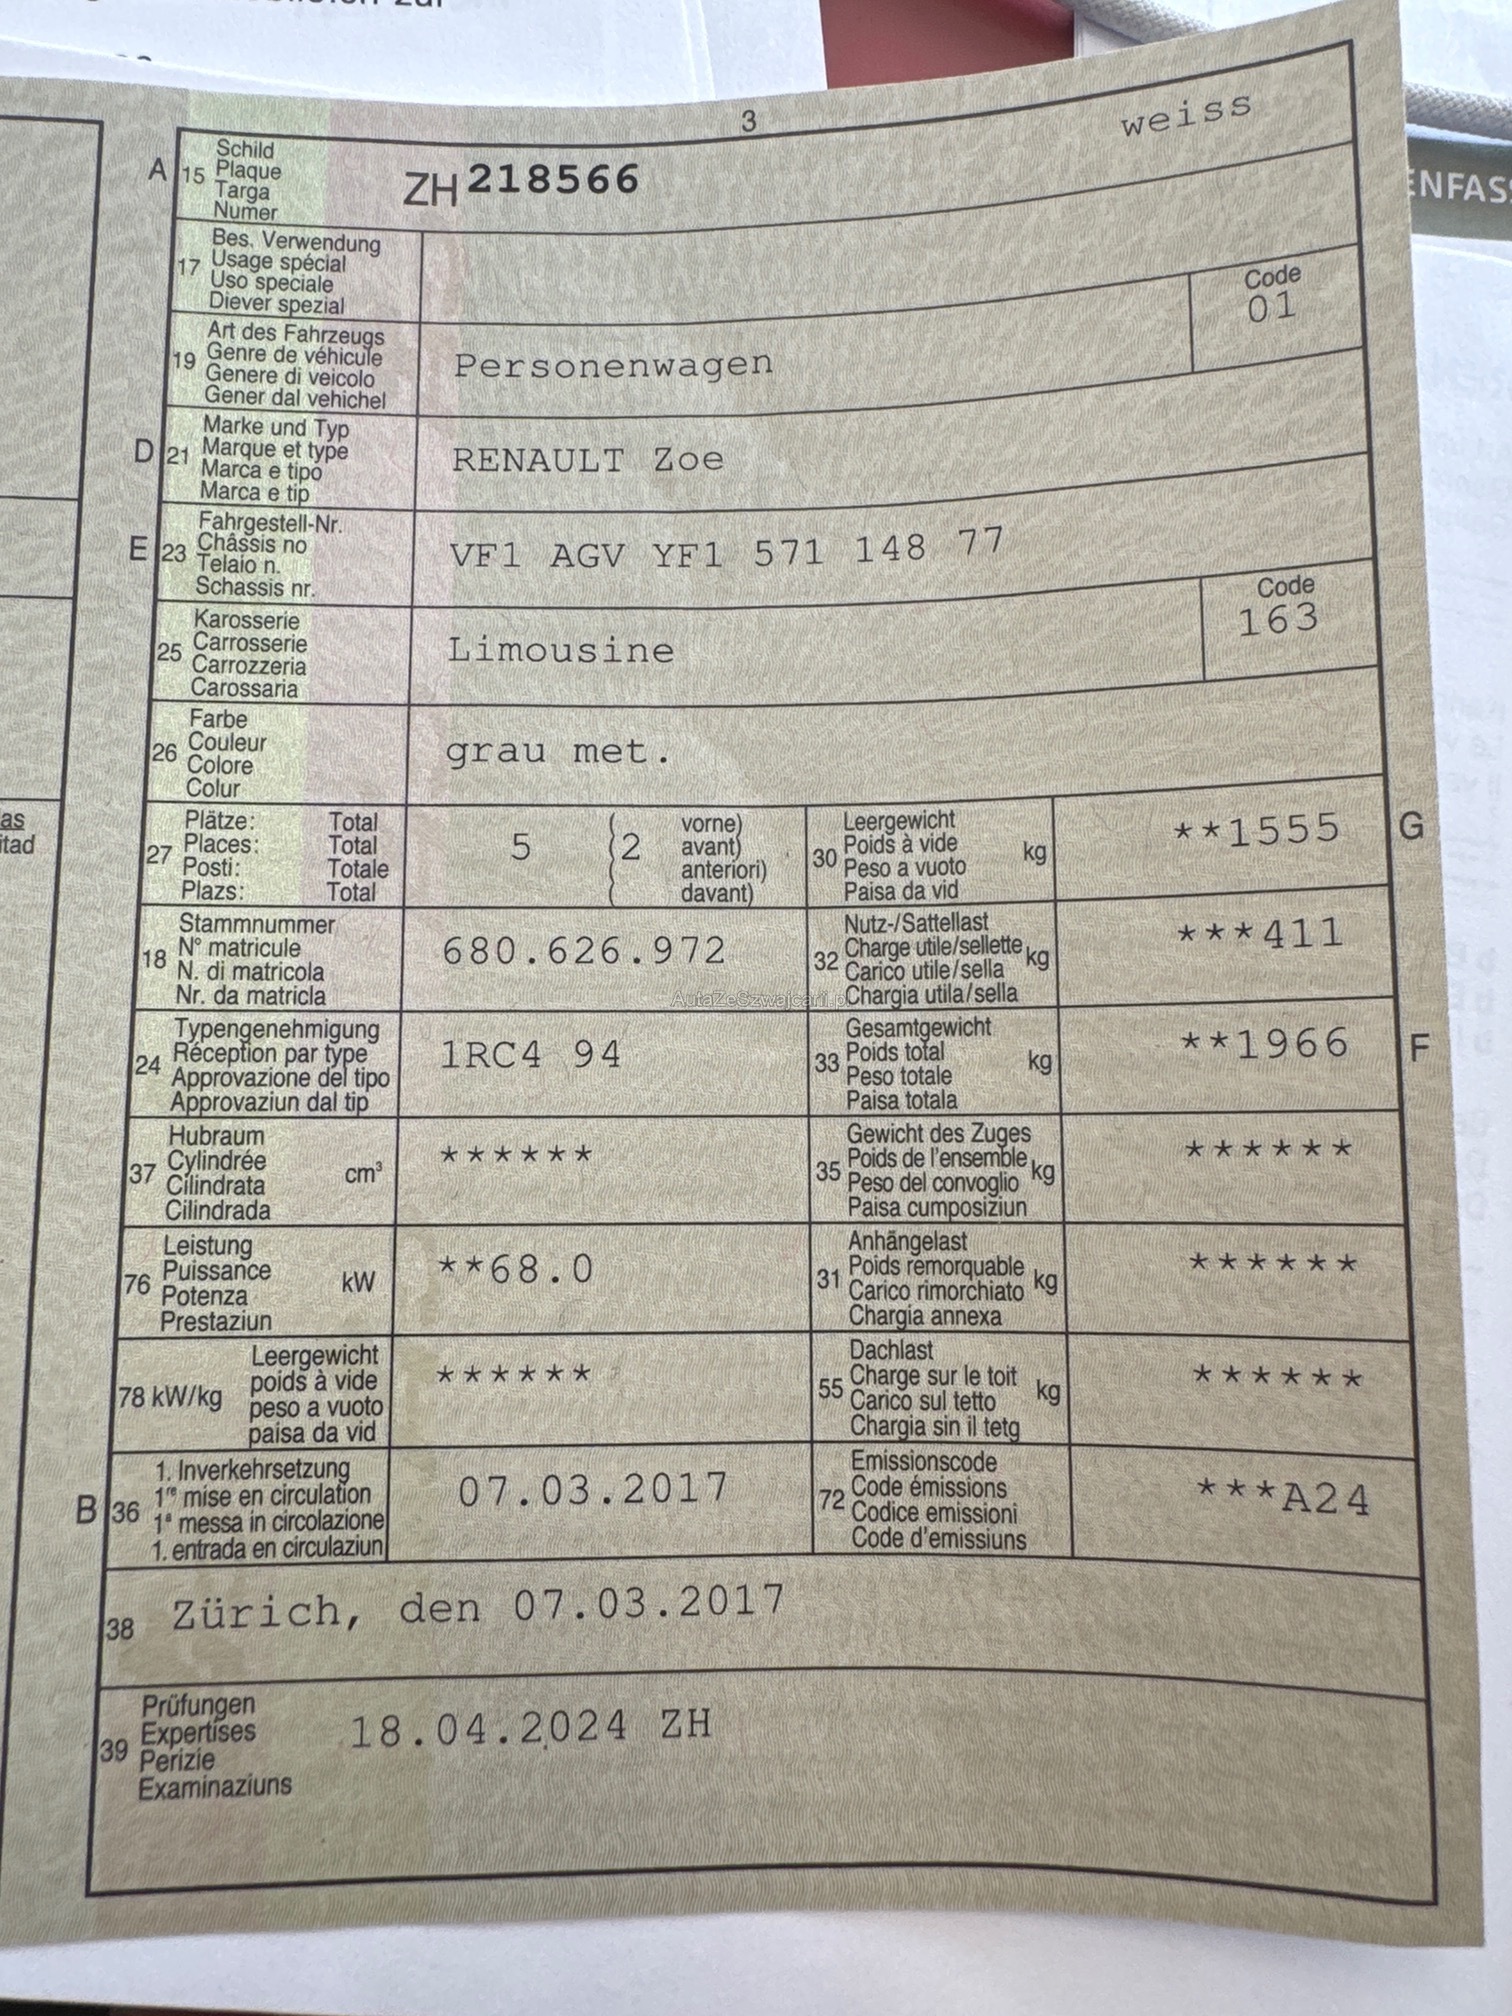 3
weiss
A 15 Schild
Plaque
Targa
Numer
ZH 218566
17 Bes. Verwendung
Usage spécial
Uso speciale
Diever spezial
Code
01
19 Art des Fahrzeugs
Genre de véhicule
Genere di veicolo
Gener dal vehichel
Personenwagen
D 21 Marke und Typ
Marque et type
Marca e tipo
Marca e tip
RENAULT Zoe
E 23 Fahrgestell-Nr.
Châssis no
Telaio n.
Schassis nr.
VF1 AGV YF1 571 148 77
Code
163
25 Karosserie
Carrosserie
Carrozzeria
Carossaria
Limousine
26 Farbe
Couleur
Colore
Colur
grau met.
27 Plätze: Total
Places: Total
Posti: Totale
Plazs: Total
5 (2 vorne)
avant)
anteriori)
davant)
30 Leergewicht
Poids à vide kg
Peso a vuoto
Paisa da vid
**1555 G
18 Stammnummer
N° matricule
N. di matricola
Nr. da matricla
680.626.972
32 Nutz-/Sattellast
Charge utile/sellette kg
Carico utile/sella
Chargia utila/sella
***411
24 Typengenehmigung
Réception par type
Approvazione del tipo
Approvaziun dal tip
1RC4 94
33 Gesamtgewicht
Poids total kg
Peso totale
Paisa totala
**1966 F
37 Hubraum
Cylindrée cm³
Cilindrata
Cilindrada
******
35 Gewicht des Zuges
Poids de l'ensemble kg
Peso del convoglio
Paisa cumposiziun
******
76 Leistung
Puissance kW
Potenza
Prestaziun
**68.0
31 Anhängelast
Poids remorquable kg
Carico rimorchiato
Chargia annexa
******
78 kW/kg Leergewicht
poids à vide
peso a vuoto
paisa da vid
******
55 Dachlast
Charge sur le toit kg
Carico sul tetto
Chargia sin il tetg
******
B 36 1. Inverkehrsetzung
1re mise en circulation
1a messa in circolazione
1. entrada en circulaziun
07.03.2017
72 Emissionscode
Code émissions
Codice emissioni
Code d'emissiuns
***A24
38 Zürich, den 07.03.2017
39 Prüfungen
Expertises
Perizie
Examinaziuns
18.04.2024 ZH
ENFAS
as
itad
AutaZeSzwajcarii.p